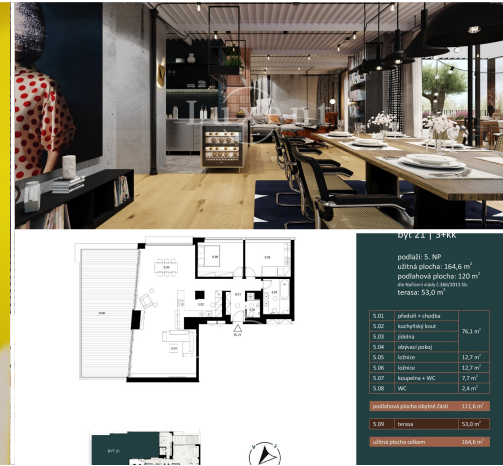 Lucent
byt 21 | 3+kk
podlaží: 5. NP
užitná plocha: 164,6 m²
podlahová plocha: 120 m²
dle Nařízení vlády č.366/2013 Sb.
terasa: 53,0 m²
5.01 předsíň + chodba 76,1 m²
5.02 kuchyňský kout
5.03 jídelna
5.04 obývací pokoj
5.05 ložnice 12,7 m²
5.06 ložnice 12,7 m²
5.07 koupelna + WC 7,7 m²
5.08 WC 2,4 m²
podlahová plocha obytné části 111,6 m²
5.09 terasa 53,0 m²
užitná plocha celkem 164,6 m²
BYT 21